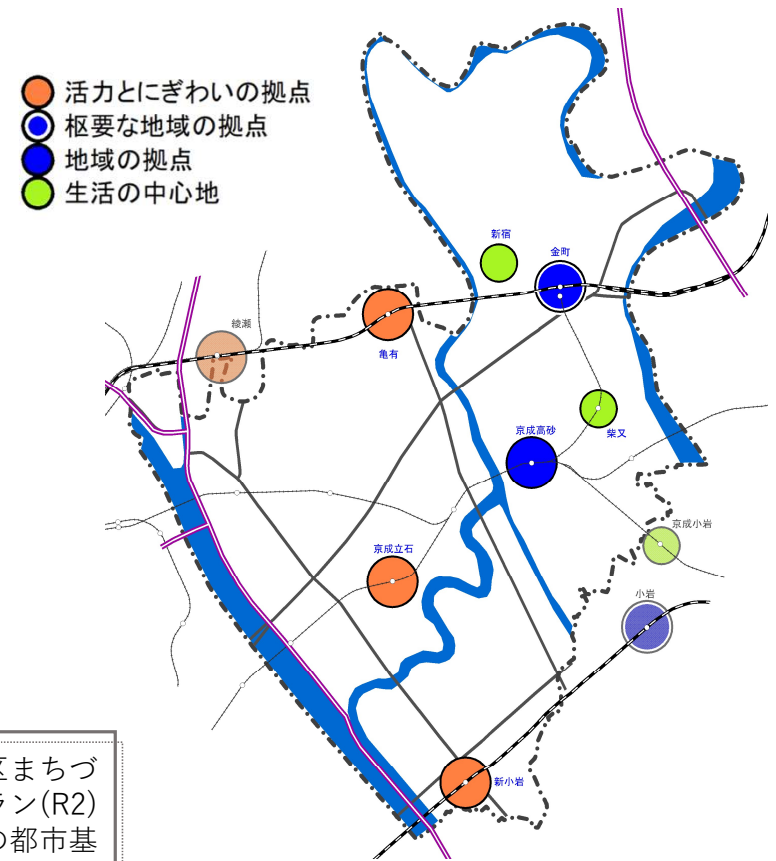 活力とにぎわいの拠点
枢要な地域の拠点
地域の拠点
生活の中心地
新宿
金町
綾瀬
亀有
柴又
京成高砂
京成小岩
京成立石
小岩
新小岩
区まちづ
ラン(R2)
の都市基